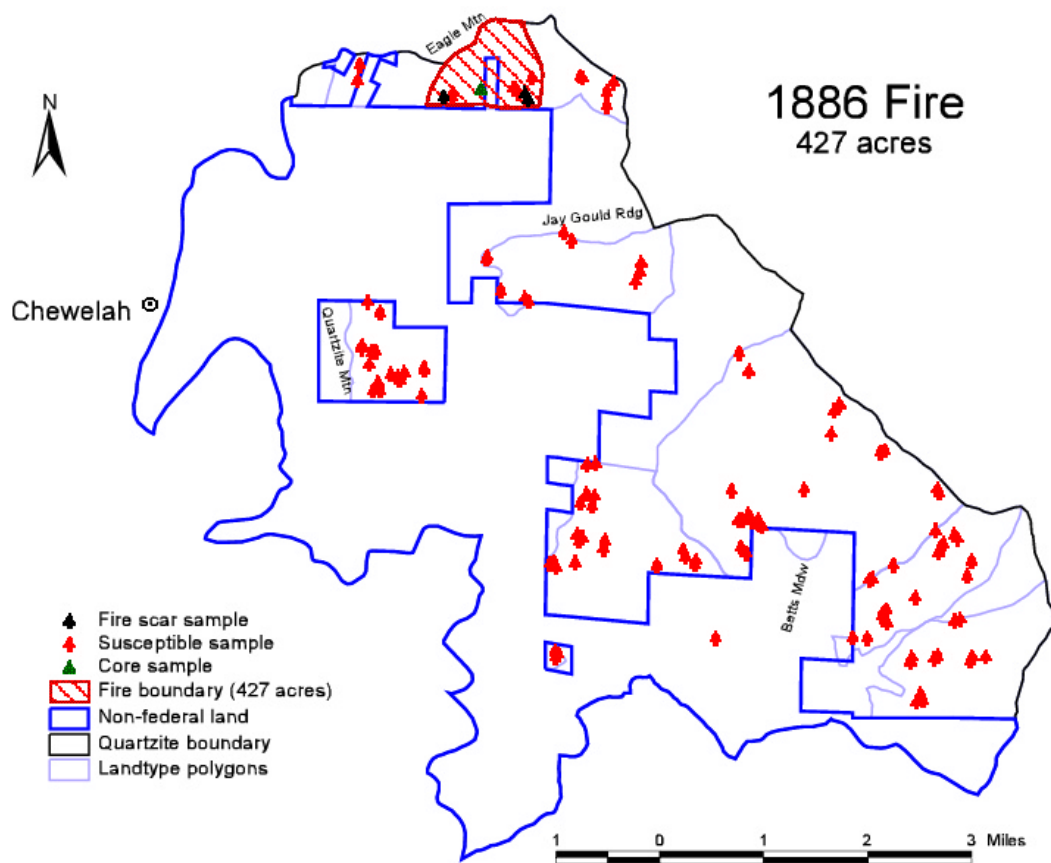 Eagle Mtn
1886 Fire
427 acres
N
Jay Gould Rdg
Chewelah
Quartzite Mtn
Betts Mdw
Fire scar sample
Susceptible sample
Core sample
Fire boundary (427 acres)
Non-federal land
Quartzite boundary
Landtype polygons
1 0 1 2 3 Miles